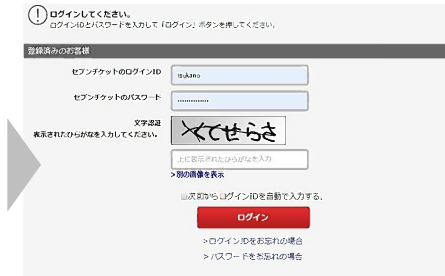 ログインしてください。
ログインIDとパスワードを入力して「ログイン」ボタンを押してください。
登録済みのお客様
セブンチケットのログインID
tsukano
セブンチケットのパスワード
文字認証
表示されたひらがなを入力してください。
上に表示されたひらがなを入力
>別の画像を表示
次回からログインIDを自動で入力する。
ログイン
>ログインIDをお忘れの場合
>パスワードをお忘れの場合